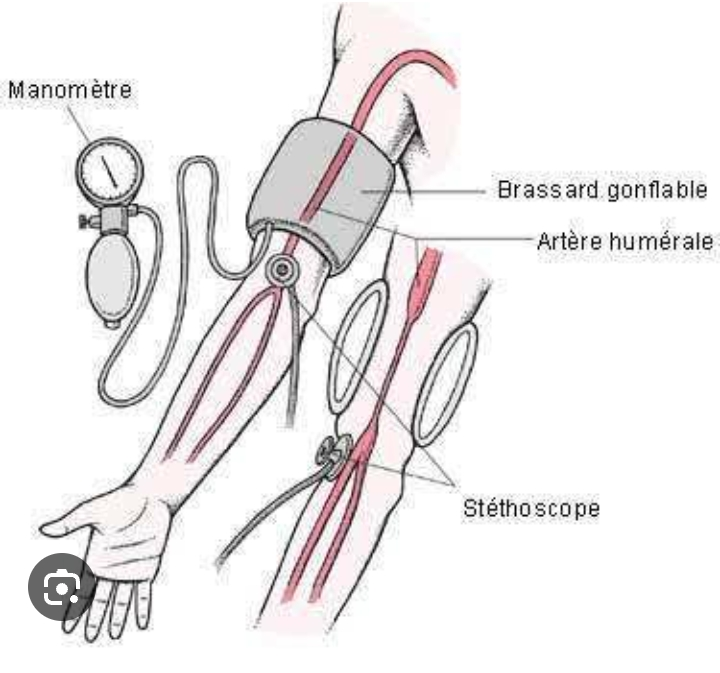 Manomètre
Brassard gonflable
Artère humérale
Stéthoscope